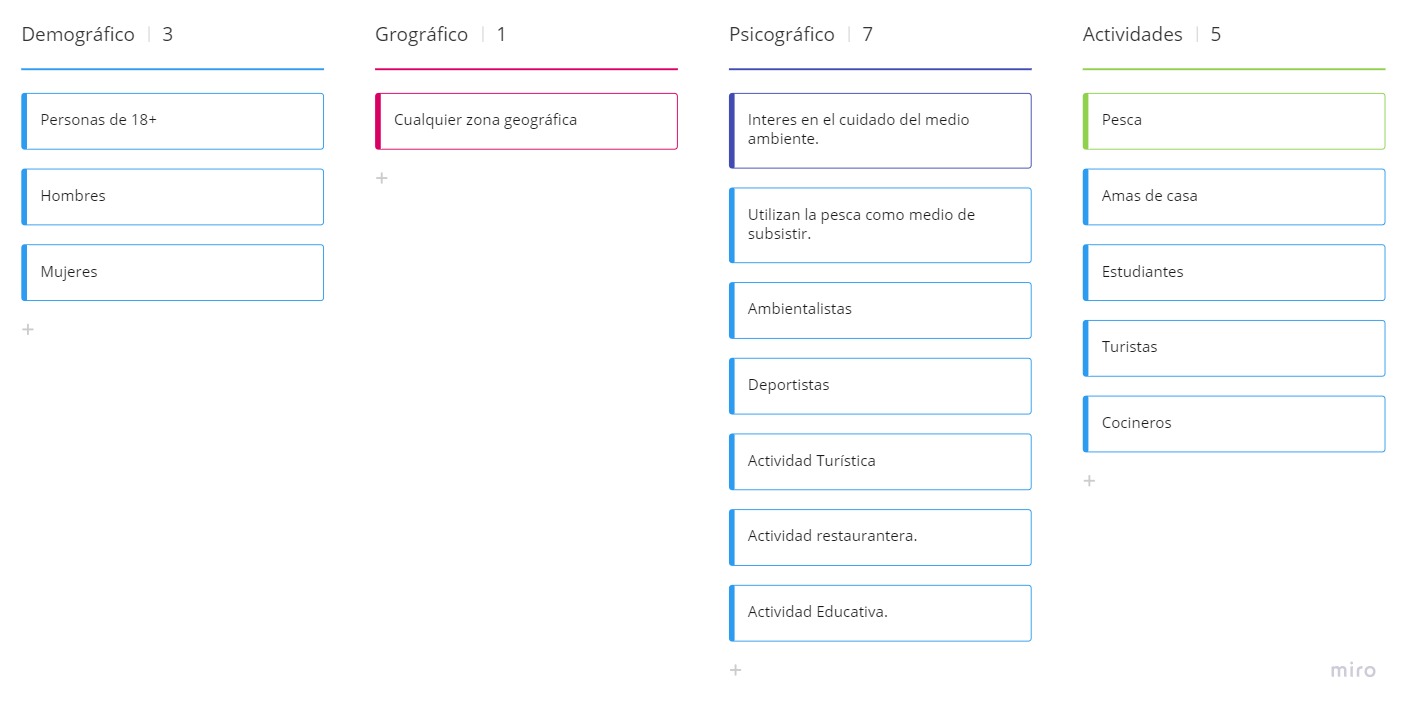 Demográfico | 3
Personas de 18+
Hombres
Mujeres
+
Grográfico | 1
Cualquier zona geográfica
+
Psicográfico | 7
Interes en el cuidado del medio
ambiente.
Utilizan la pesca como medio de
subsistir.
Ambientalistas
Deportistas
Actividad Turística
Actividad restaurantera.
Actividad Educativa.
+
Actividades | 5
Pesca
Amas de casa
Estudiantes
Turistas
Cocineros
+
miro